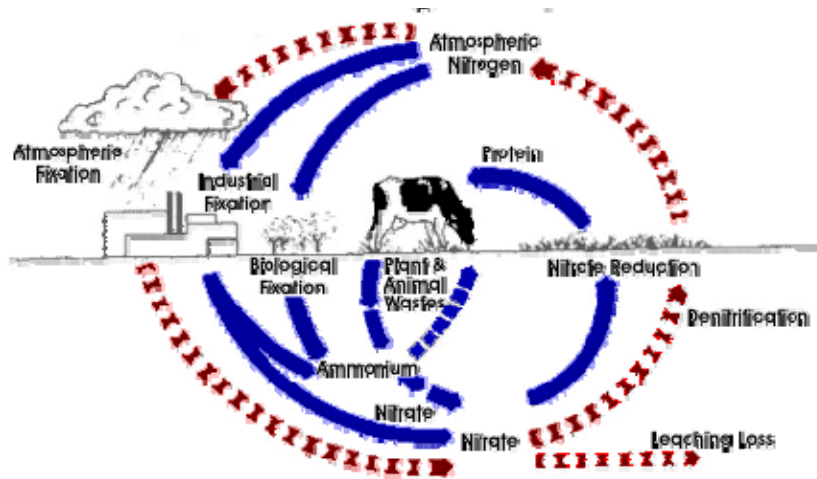 Atmospheric
Nitrogen
Atmospheric
Fixation
Protein
Industrial
Fixation
Biological
Fixation
Plant &
Animal
Wastes
Nitrate Reduction
Denitrification
Ammonium
Nitrate
Nitrate
Leaching Loss